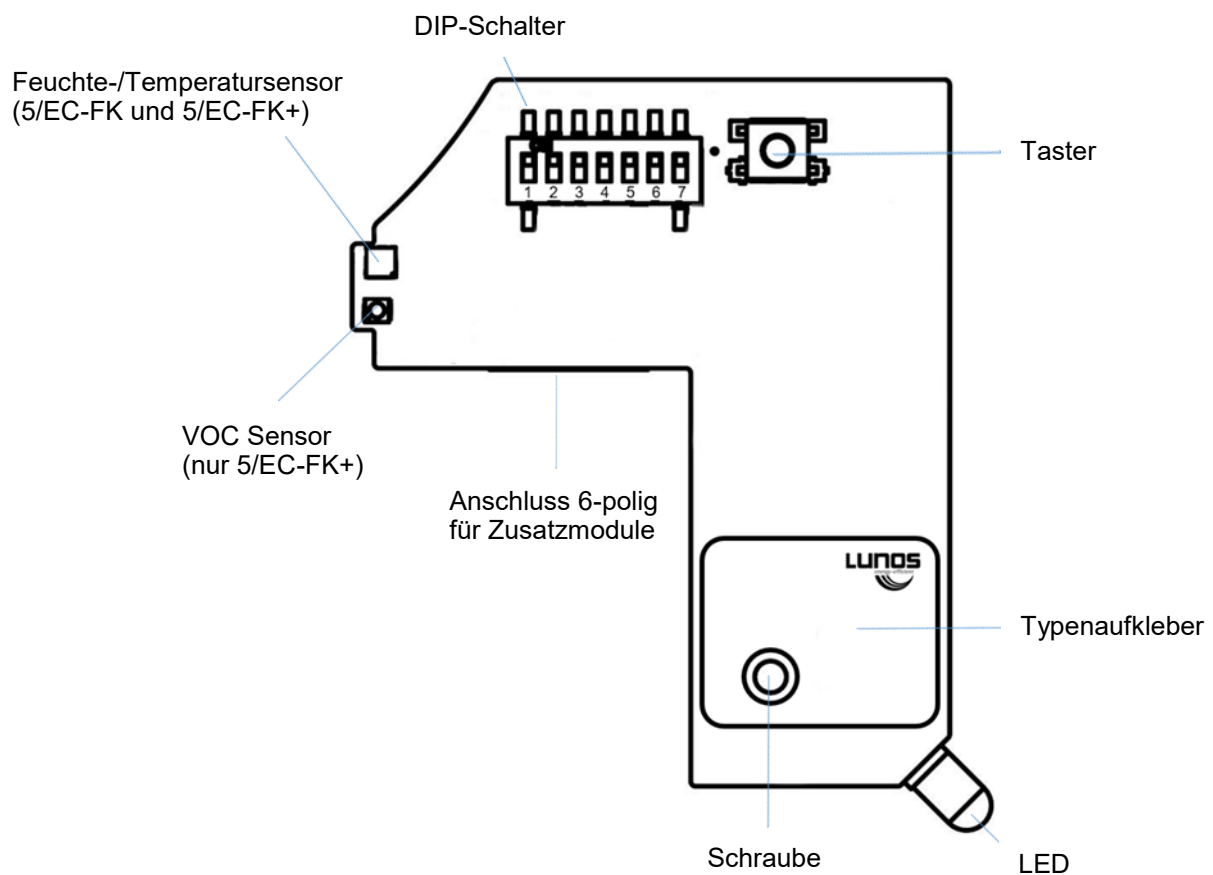 DIP-Schalter
Feuchte-/Temperatursensor
(5/EC-FK und 5/EC-FK+)
Taster
1 2 3 4 5 6 7
VOC Sensor
(nur 5/EC-FK+)
Anschluss 6-polig
für Zusatzmodule
LUNOS
Typenaufkleber
Schraube
LED